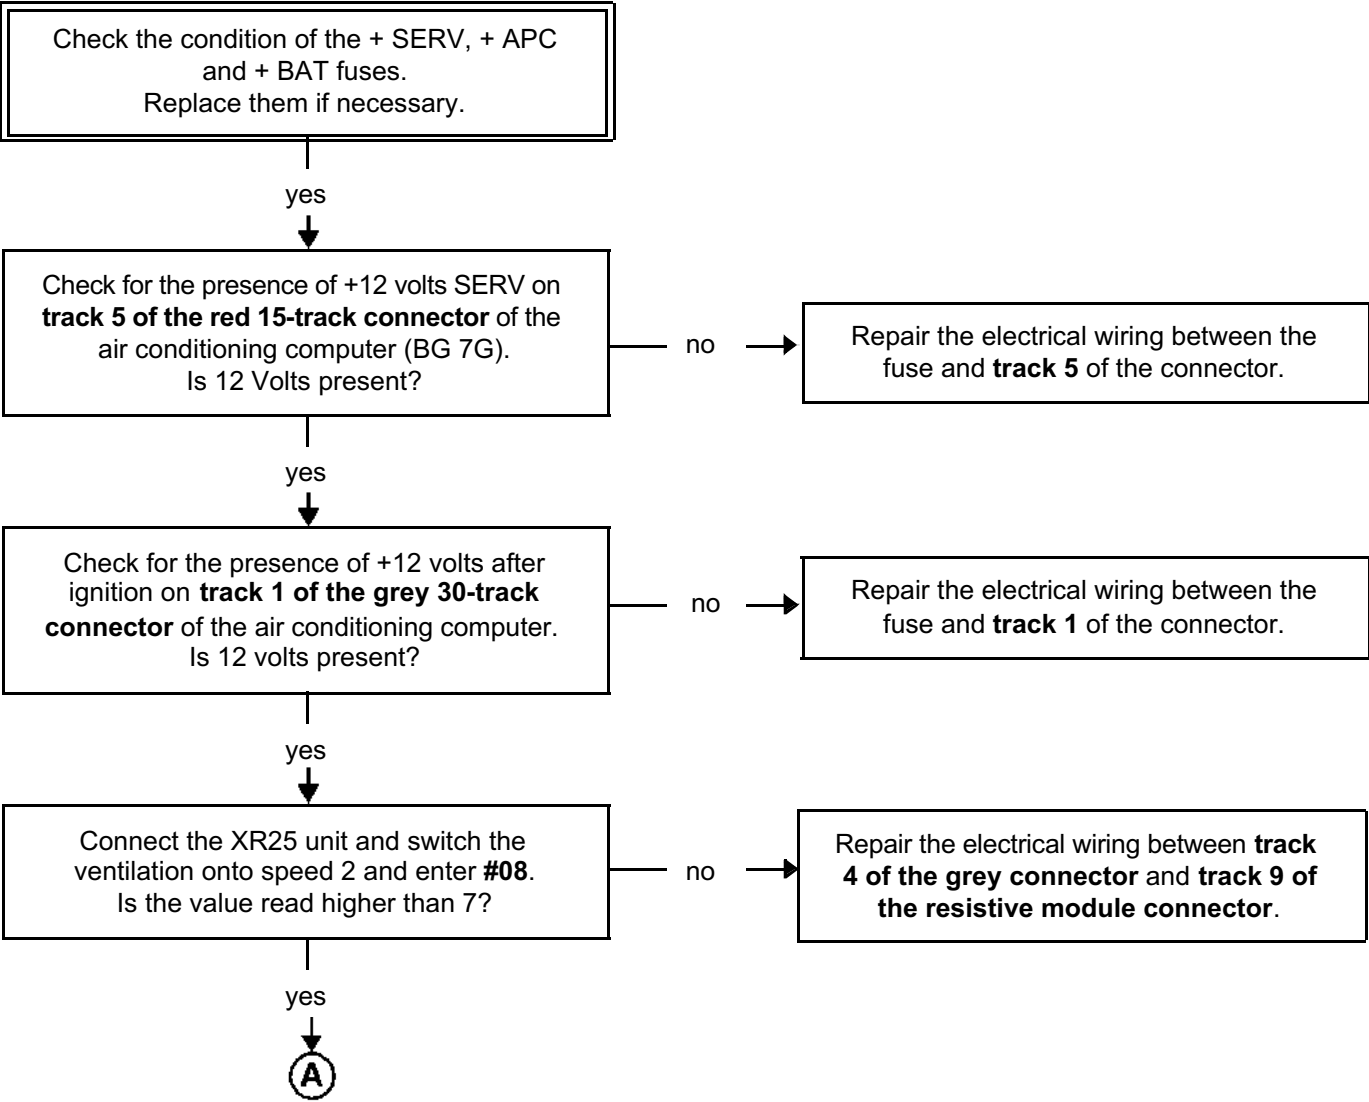 Check the condition of the + SERV, + APC
and + BAT fuses.
Replace them if necessary.
yes
Check for the presence of +12 volts SERV on
track 5 of the red 15-track connector of the
air conditioning computer (BG 7G).
Is 12 Volts present?
no
Repair the electrical wiring between the
fuse and track 5 of the connector.
yes
Check for the presence of +12 volts after
ignition on track 1 of the grey 30-track
connector of the air conditioning computer.
Is 12 volts present?
no
Repair the electrical wiring between the
fuse and track 1 of the connector.
yes
Connect the XR25 unit and switch the
ventilation onto speed 2 and enter #08.
Is the value read higher than 7?
no
Repair the electrical wiring between track
4 of the grey connector and track 9 of
the resistive module connector.
yes
A